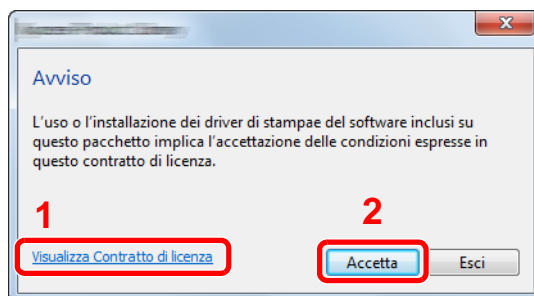 Avviso
L'uso o l'installazione dei driver di stampae del software inclusi su
questo pacchetto implica l'accettazione delle condizioni espresse in
questo contratto di licenza.
1
2
Visualizza Contratto di licenza
Accetta
Esci